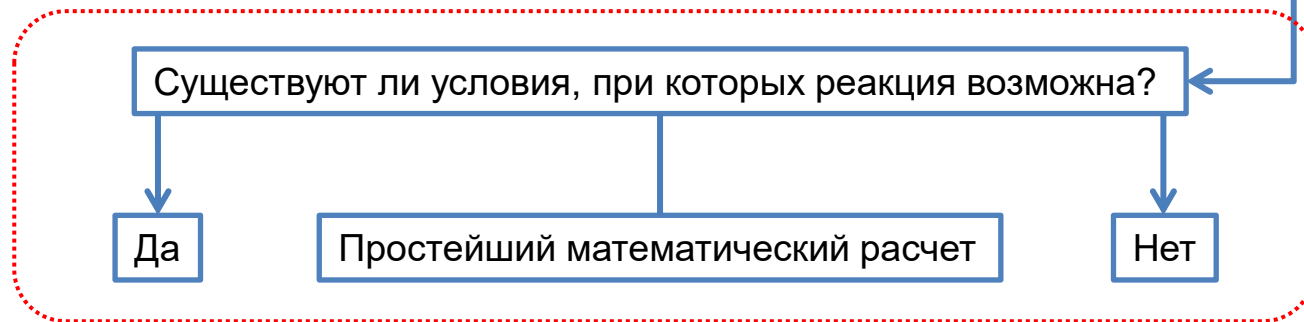 Существуют ли условия, при которых реакция возможна?
Да
Простейший математический расчет
Нет